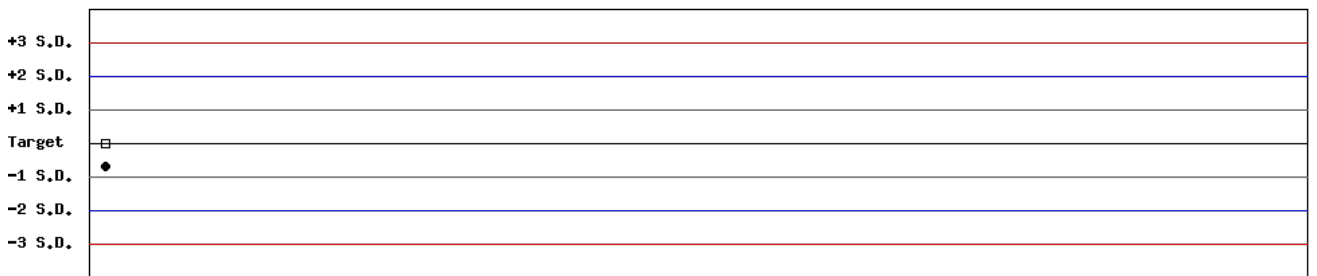 +3 S.D.
+2 S.D.
+1 S.D.
Target
-1 S.D.
-2 S.D.
-3 S.D.